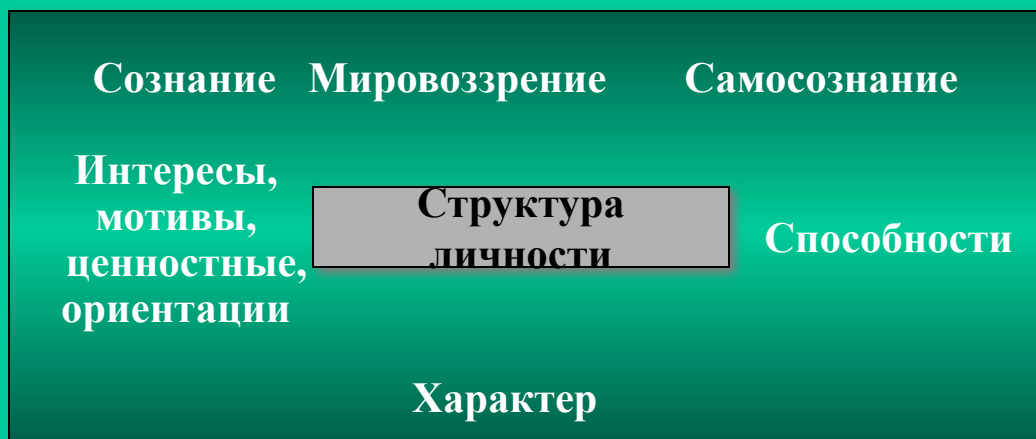 Сознание Мировоззрение Самосознание
Интересы,
мотивы,
ценностные,
ориентации
Структура
личности
Способности
Характер